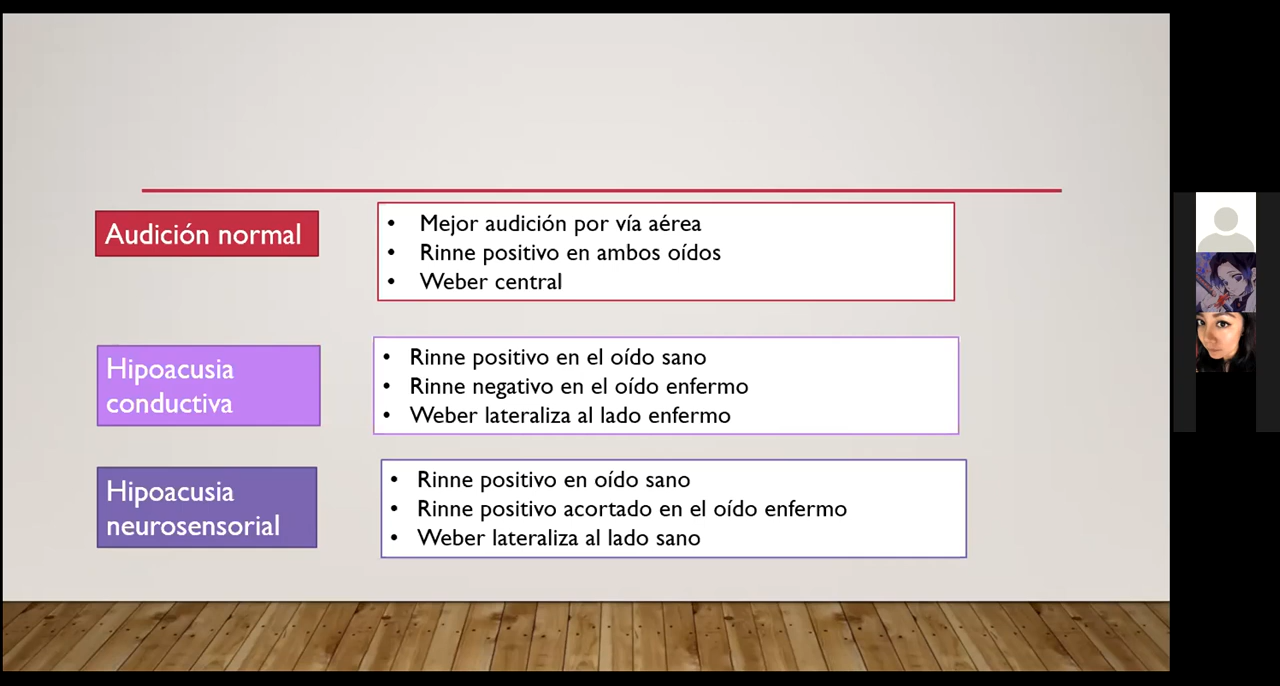 Audición normal
• Mejor audición por vía aérea
• Rinne positivo en ambos oídos
• Weber central
Hipoacusia
conductiva
• Rinne positivo en el oído sano
• Rinne negativo en el oído enfermo
• Weber lateraliza al lado enfermo
Hipoacusia
neurosensorial
• Rinne positivo en oído sano
• Rinne positivo acortado en el oído enfermo
• Weber lateraliza al lado sano